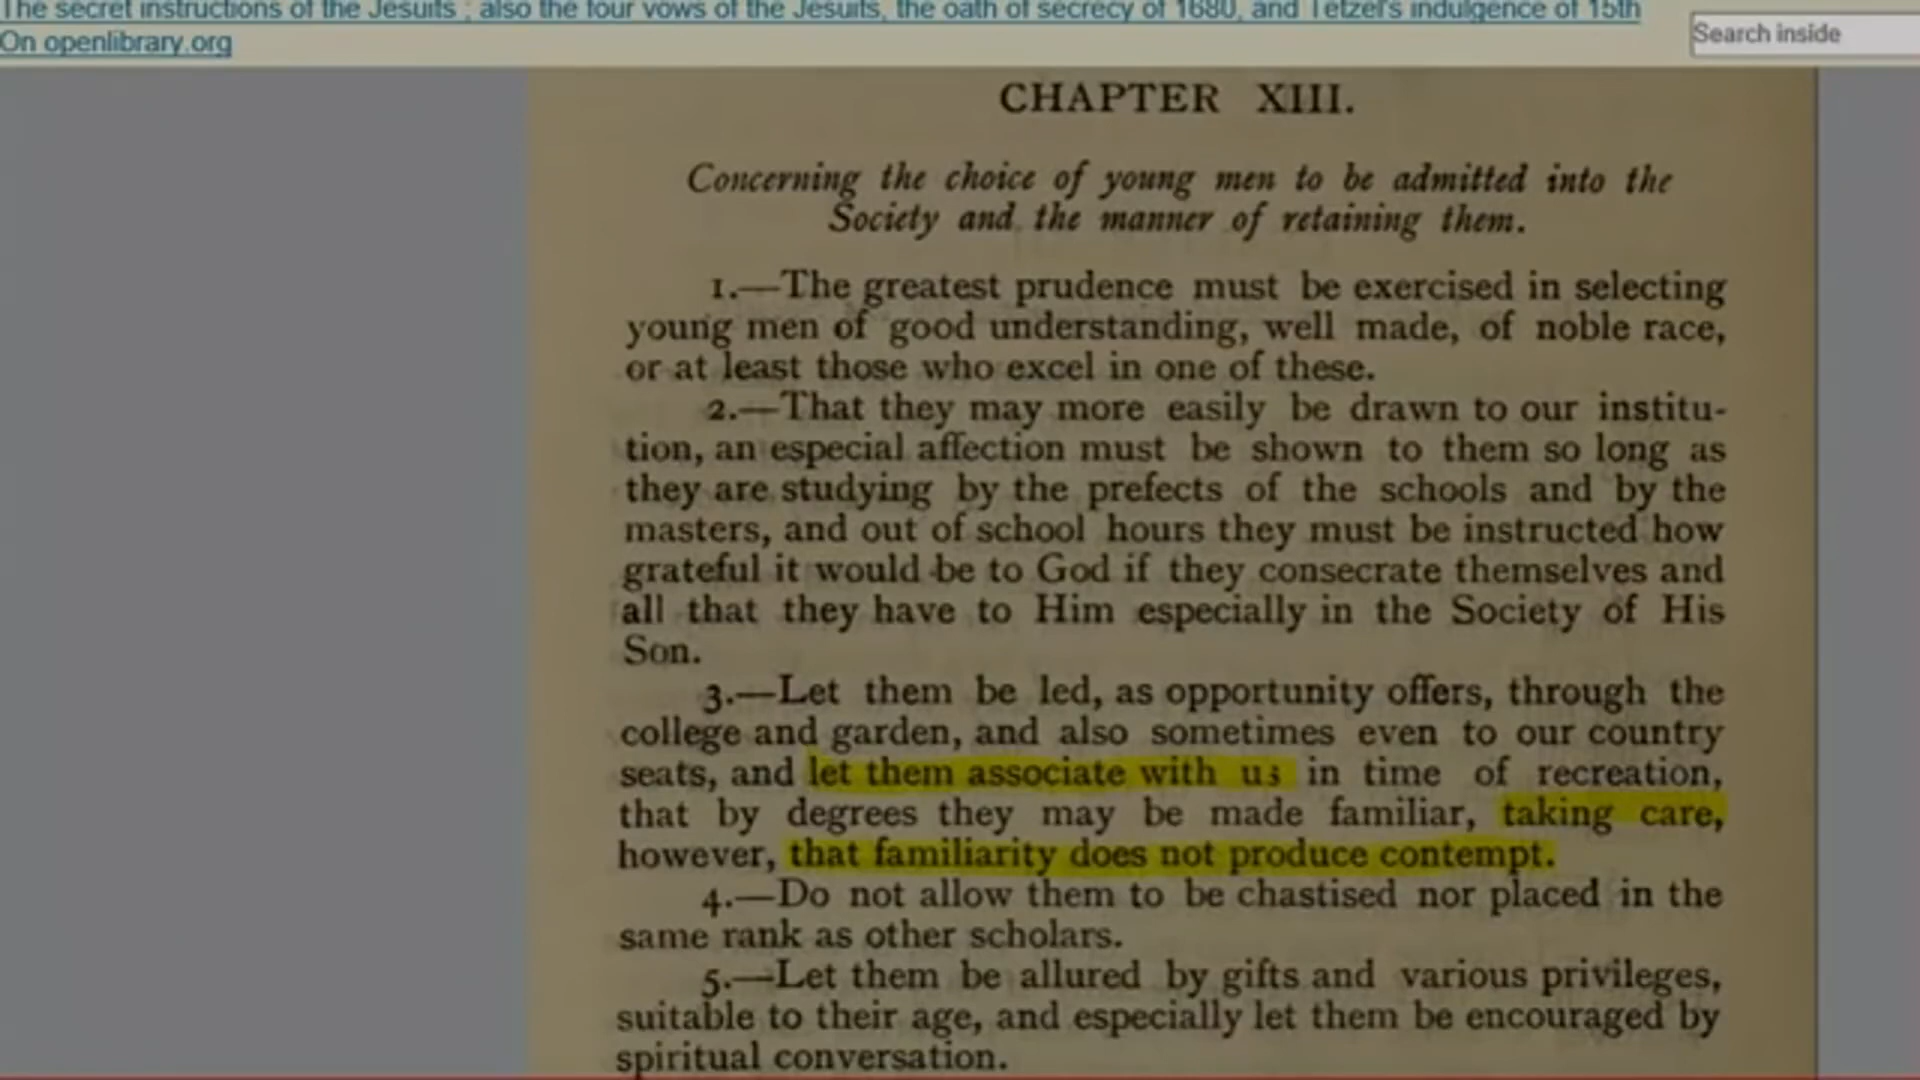 The secret instructions of the Jesuits ; also the four vows of the Jesuits, the oath of secrecy of 1680, and Tetzel's indulgence of 15th
On openlibrary.org
Search inside
CHAPTER XIII.
Concerning the choice of young men to be admitted into the
Society and the manner of retaining them.
1.—The greatest prudence must be exercised in selecting
young men of good understanding, well made, of noble race,
or at least those who excel in one of these.
2.—That they may more easily be drawn to our institu-
tion, an especial affection must be shown to them so long as
they are studying by the prefects of the schools and by the
masters, and out of school hours they must be instructed how
grateful it would be to God if they consecrate themselves and
all that they have to Him especially in the Society of His
Son.
3.—Let them be led, as opportunity offers, through the
college and garden, and also sometimes even to our country
seats, and let them associate with us in time of recreation,
that by degrees they may be made familiar, taking care,
however, that familiarity does not produce contempt.
4.—Do not allow them to be chastised nor placed in the
same rank as other scholars.
5.—Let them be allured by gifts and various privileges,
suitable to their age, and especially let them be encouraged by
spiritual conversation.